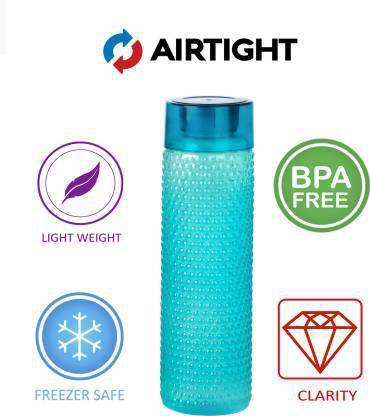 AIRTIGHT
LIGHT WEIGHT
BPA
FREE
FREEZER SAFE
CLARITY